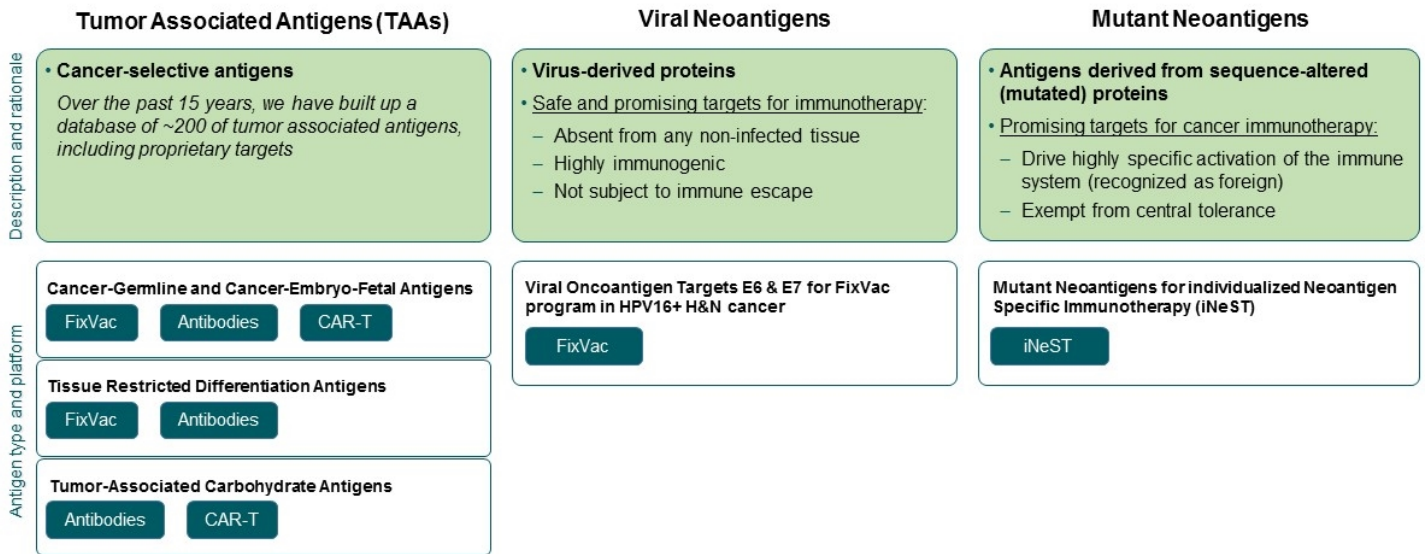 Tumor Associated Antigens (TAAs)
Viral Neoantigens
Mutant Neoantigens
Description and rationale
• Cancer-selective antigens
Over the past 15 years, we have built up a
database of ~200 of tumor associated antigens,
including proprietary targets
• Virus-derived proteins
• Safe and promising targets for immunotherapy:
– Absent from any non-infected tissue
– Highly immunogenic
– Not subject to immune escape
• Antigens derived from sequence-altered
(mutated) proteins
• Promising targets for cancer immunotherapy:
– Drive highly specific activation of the immune
system (recognized as foreign)
– Exempt from central tolerance
Antigen type and platform
Cancer-Germline and Cancer-Embryo-Fetal Antigens
FixVac Antibodies CAR-T
Tissue Restricted Differentiation Antigens
FixVac Antibodies
Tumor-Associated Carbohydrate Antigens
Antibodies CAR-T
Viral Oncoantigen Targets E6 & E7 for FixVac
program in HPV16+ H&N cancer
FixVac
Mutant Neoantigens for individualized Neoantigen
Specific Immunotherapy (iNeST)
iNeST